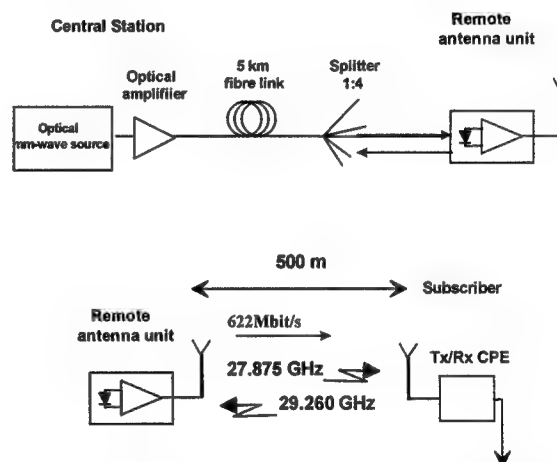 Central Station
Remote
antenna unit
Optical
amplifiier
5 km
fibre link
Splitter
1:4
Optical
mm-wave source
500 m
Subscriber
Remote
antenna unit
622Mbit/s
Tx/Rx CPE
27.875 GHz
29.260 GHz